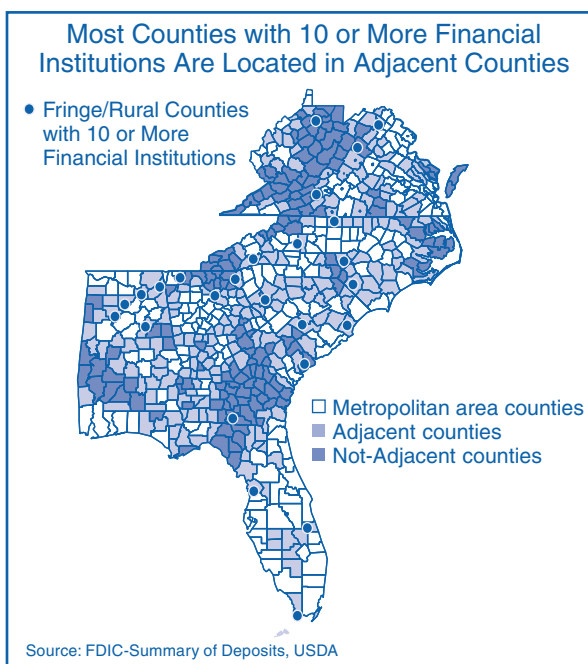 Most Counties with 10 or More Financial
Institutions Are Located in Adjacent Counties
Fringe/Rural Counties
with 10 or More
Financial Institutions
Metropolitan area counties
Adjacent counties
Not-Adjacent counties
Source: FDIC-Summary of Deposits, USDA